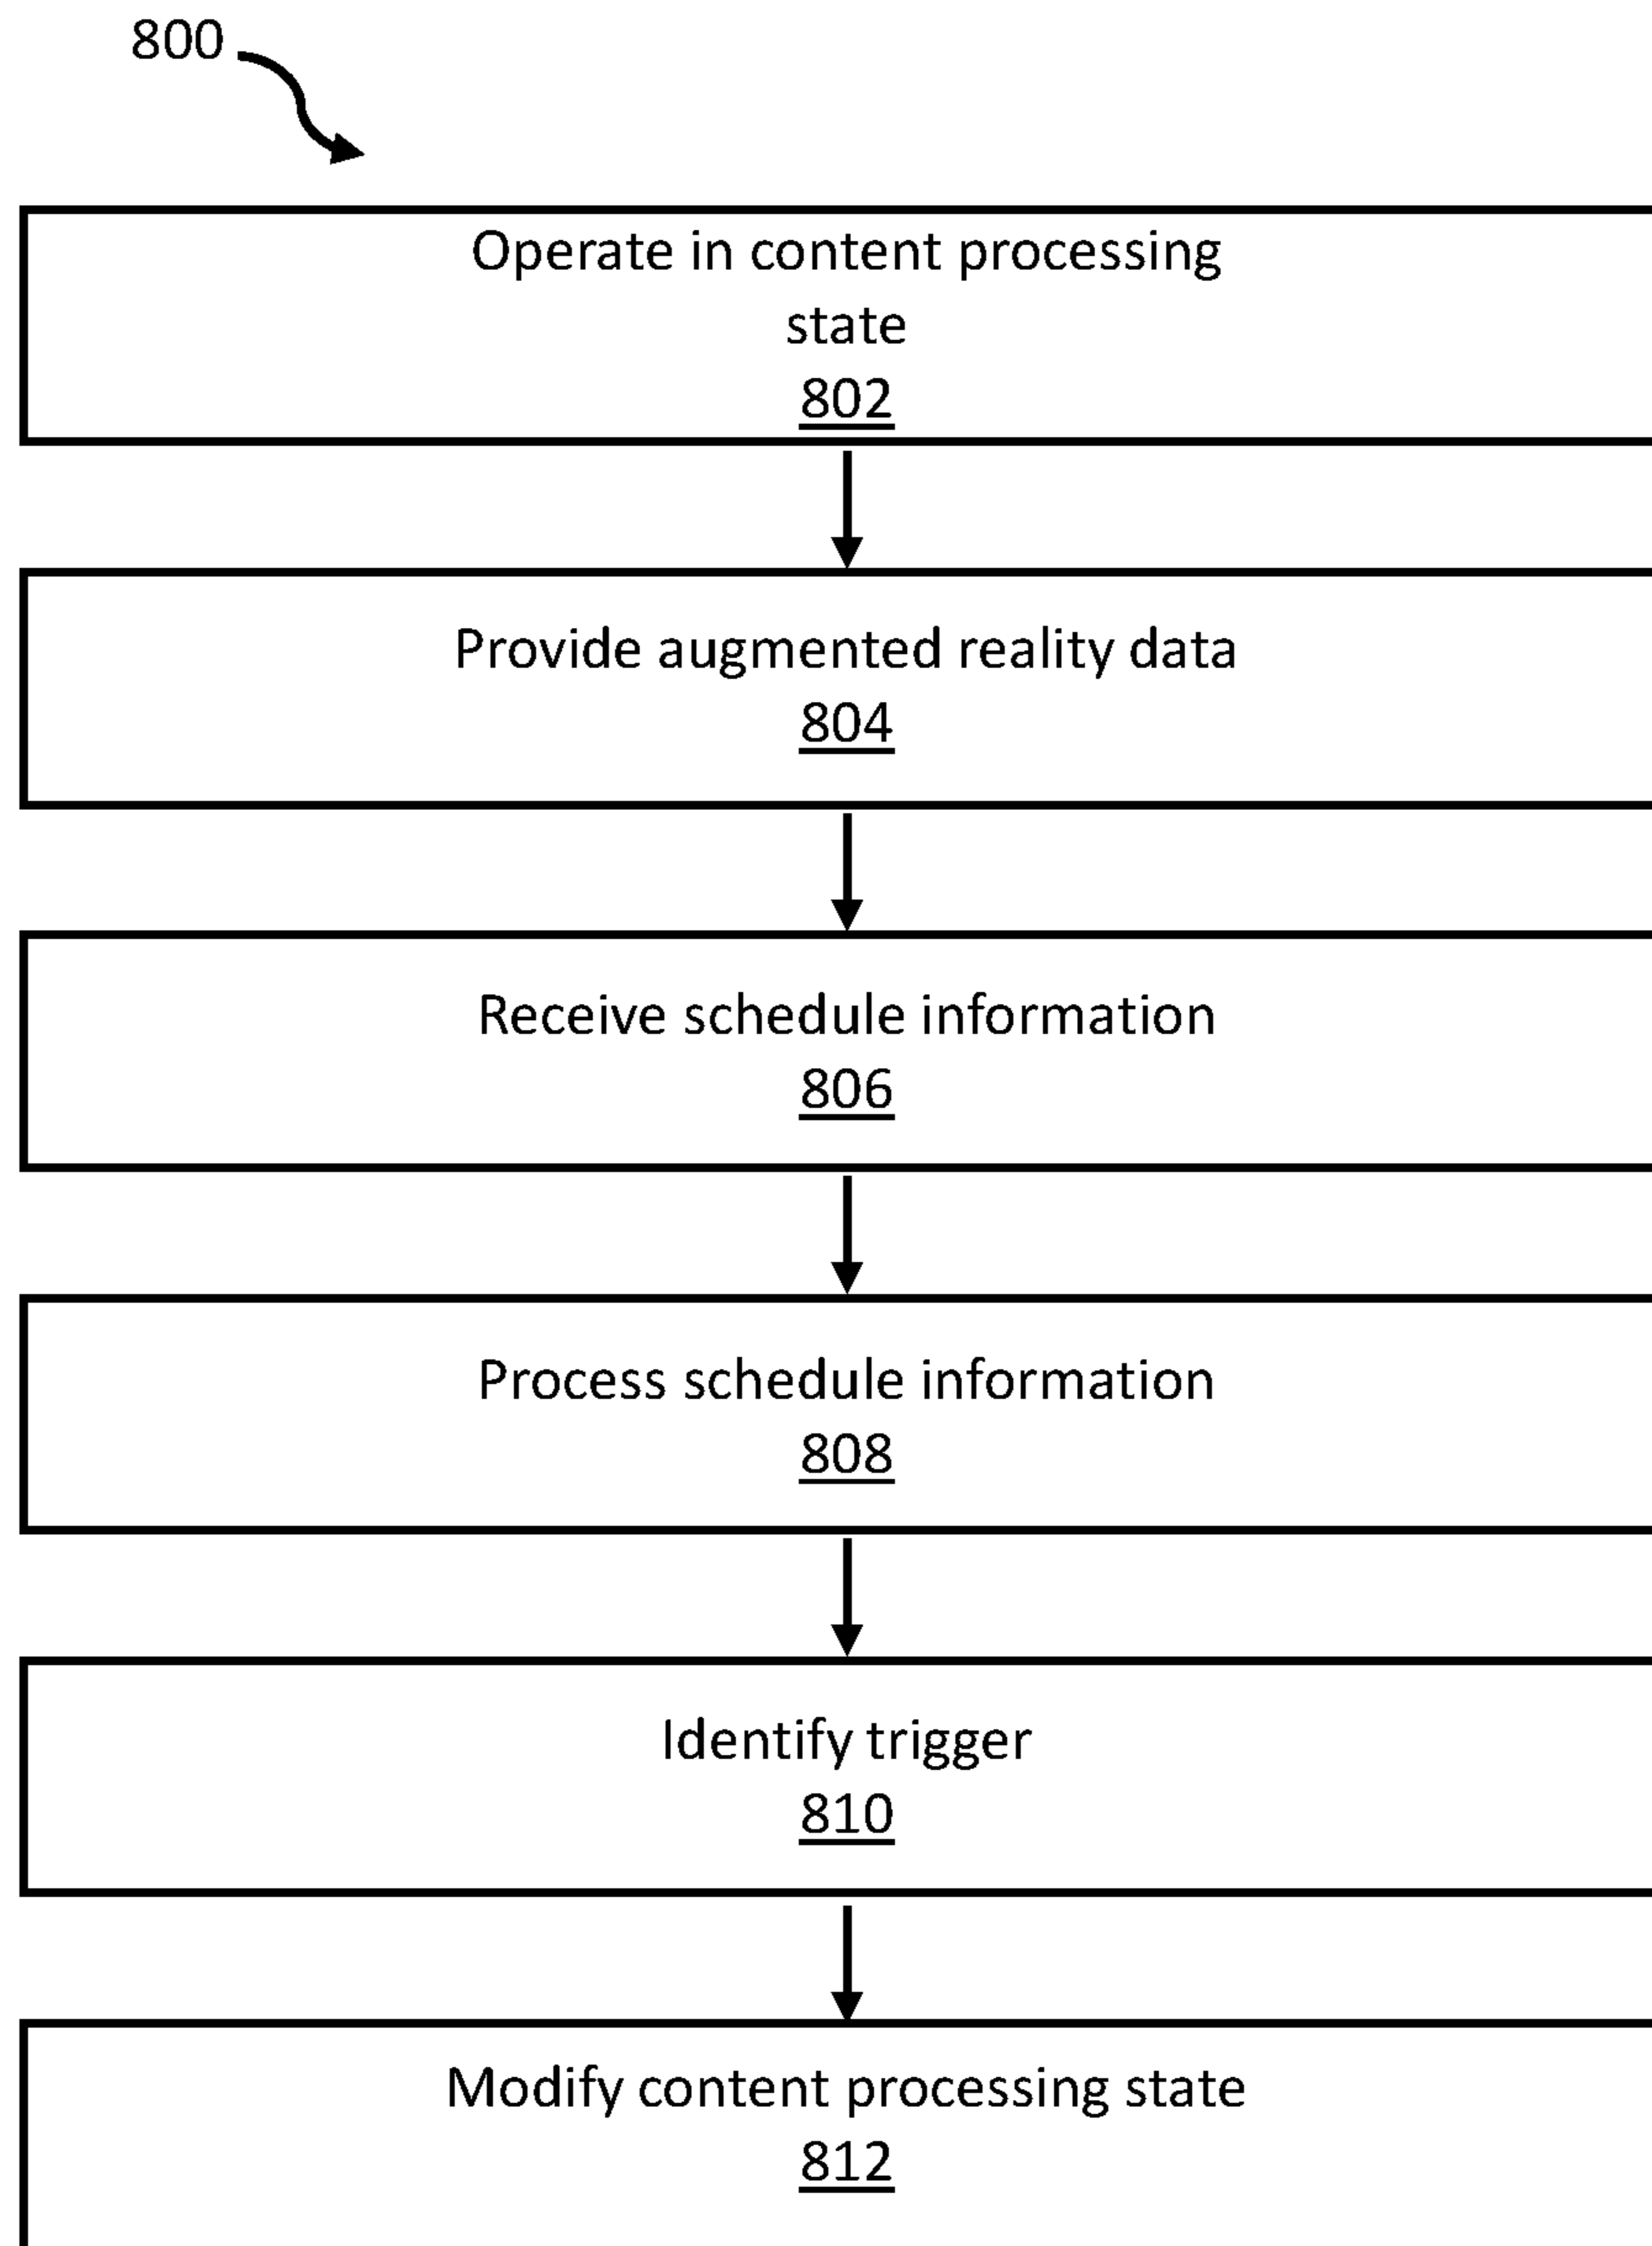 800
Operate in content processing
state
802
Provide augmented reality data
804
Receive schedule information
806
Process schedule information
808
Identify trigger
810
Modify content processing state
812